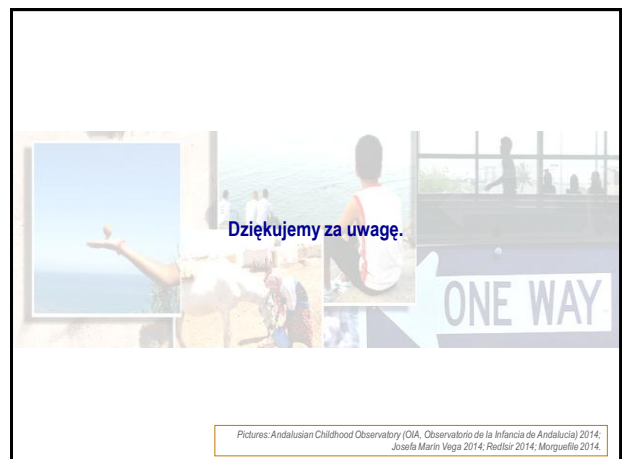 Dziękujemy za uwagę.
ONE WAY
Pictures: Andalusian Childhood Observatory (OIA, Observatorio de la Infancia de Andalucia) 2014;
Josefa Marín Vega 2014; RedIsir 2014; Morguefile 2014.